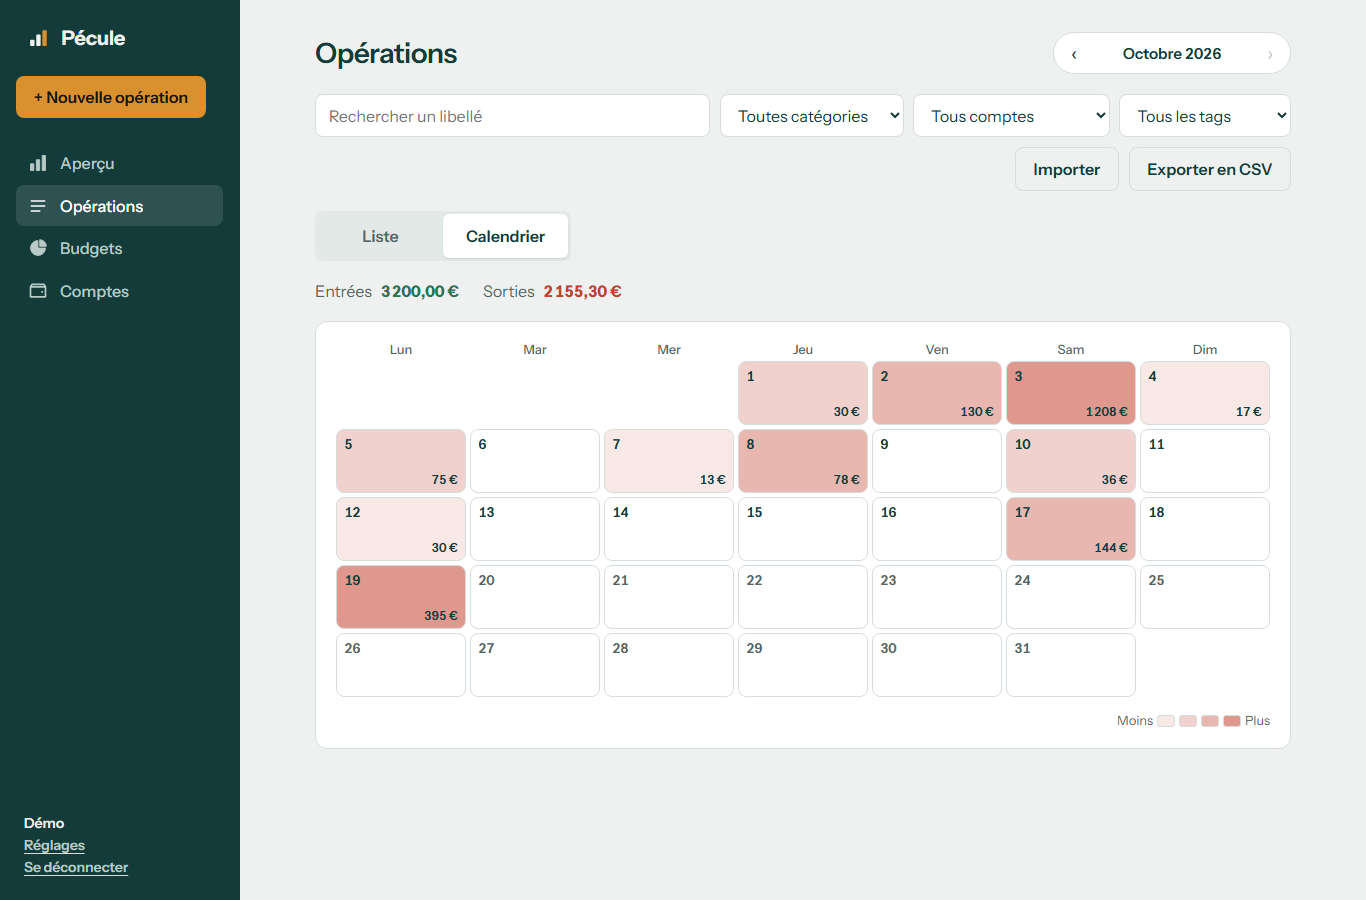 Pécule
+ Nouvelle opération
Aperçu
Opérations
Budgets
Comptes
Démo
Réglages
Se déconnecter
Opérations
‹ Octobre 2026 ›
Rechercher un libellé
Toutes catégories
Tous comptes
Tous les tags
Importer
Exporter en CSV
Liste
Calendrier
Entrées 3 200,00 € Sorties 2 155,30 €
Lun Mar Mer Jeu Ven Sam Dim
1 2 3 4
30 € 130 € 1 208 € 17 €
5 6 7 8 9 10 11
75 € 13 € 78 € 36 €
12 13 14 15 16 17 18
30 € 144 €
19 20 21 22 23 24 25
395 €
26 27 28 29 30 31
Moins Plus